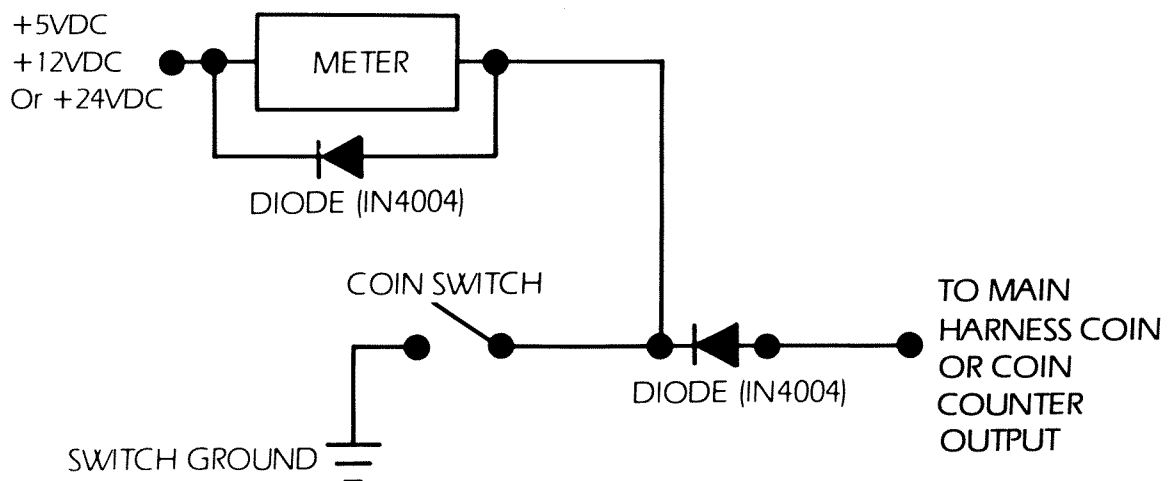 +5VDC
+12VDC
Or +24VDC
METER
DIODE (IN4004)
COIN SWITCH
TO MAIN
HARNESS COIN
OR COIN
COUNTER
OUTPUT
DIODE (IN4004)
SWITCH GROUND